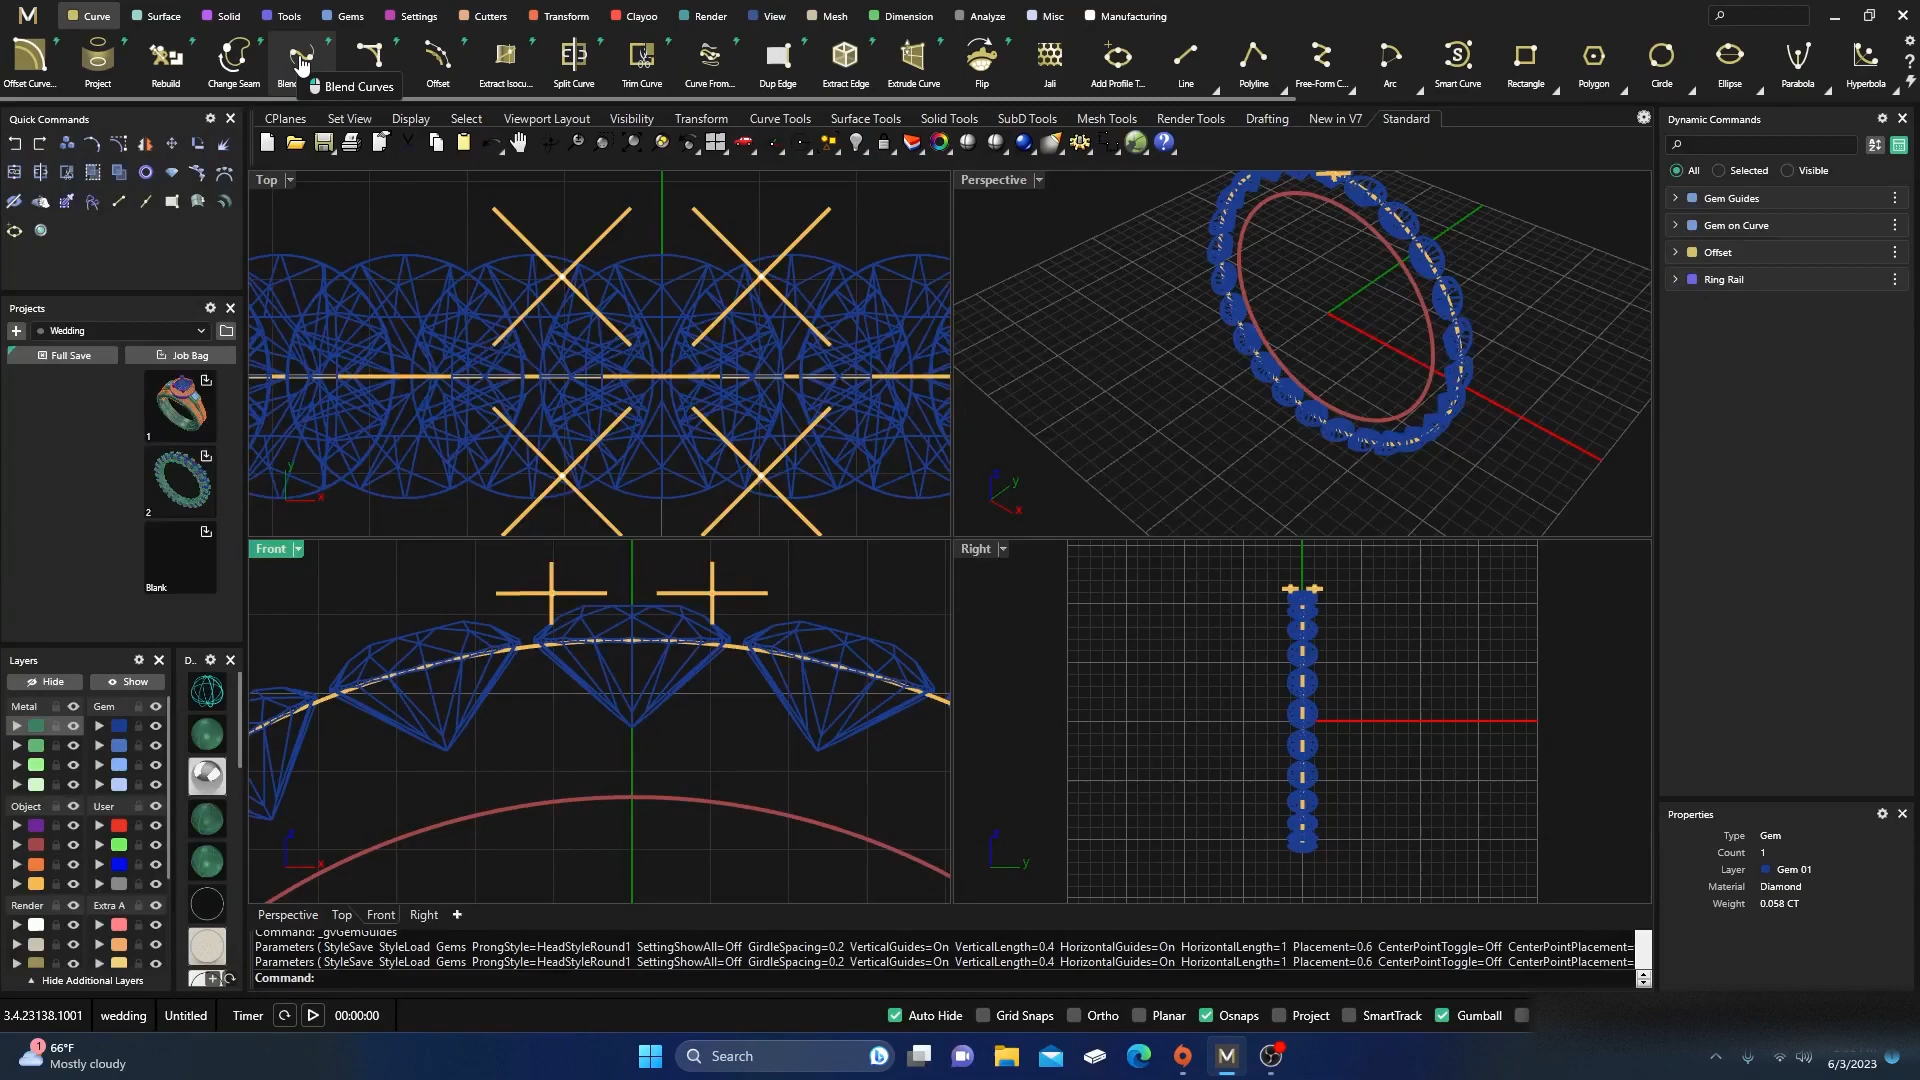 Curve Surface Solid Tools Gems Settings Cutters Transform Clayoo Render View Mesh Dimension Analyze Misc Manufacturing
Offset Curve... Project Rebuild Change Seam Offset Extract Isocu... Split Curve Trim Curve Curve From... Dup Edge Extract Edge Extrude Curve Flip Jali Add Profile T... Line Polyline Free-Form C... Arc Smart Curve Rectangle Polygon Circle Ellipse Parabola Hyperbola
Blend Curves
Quick Commands
CPlanes Set View Display Select Viewport Layout Visibility Transform Curve Tools Surface Tools Solid Tools SubD Tools Mesh Tools Render Tools Drafting New in V7 Standard
Dynamic Commands
All Selected Visible
Gem Guides
Gem on Curve
Offset
Ring Rail
Top
Perspective
y
x
y
x
z
Projects
Wedding
Full Save Job Bag
1
2
Blank
Front
Right
z
x
z
y
Layers D..
Hide Show
Metal Gem
Object User
Render Extra A
Hide Additional Layers
Properties
Type Gem
Count 1
Layer Gem 01
Material Diamond
Weight 0.058 CT
Perspective Top Front Right
Command: _gvGemGuides
Parameters ( StyleSave StyleLoad Gems ProngStyle=HeadStyleRound1 SettingShowAll=Off GirdleSpacing=0.2 VerticalGuides=On VerticalLength=0.4 HorizontalGuides=On HorizontalLength=1 Placement=0.6 CenterPointToggle=Off CenterPointPlacement=
Parameters ( StyleSave StyleLoad Gems ProngStyle=HeadStyleRound1 SettingShowAll=Off GirdleSpacing=0.2 VerticalGuides=On VerticalLength=0.4 HorizontalGuides=On HorizontalLength=1 Placement=0.6 CenterPointToggle=Off CenterPointPlacement=
Command:
3.4.23138.1001 wedding Untitled Timer 00:00:00 Auto Hide Grid Snaps Ortho Planar Osnaps Project SmartTrack Gumball
1
66°F
Mostly cloudy
Search
6/3/2023